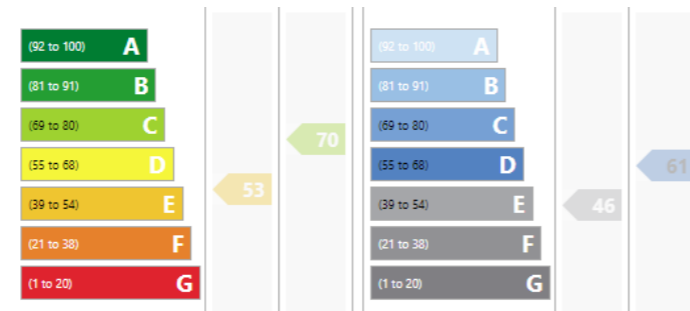 (92 to 100) A
(81 to 91) B
(69 to 80) C
(55 to 68) D
(39 to 54) E
(21 to 38) F
(1 to 20) G
53
70
(92 to 100) A
(81 to 91) B
(69 to 80) C
(55 to 68) D
(39 to 54) E
(21 to 38) F
(1 to 20) G
46
61